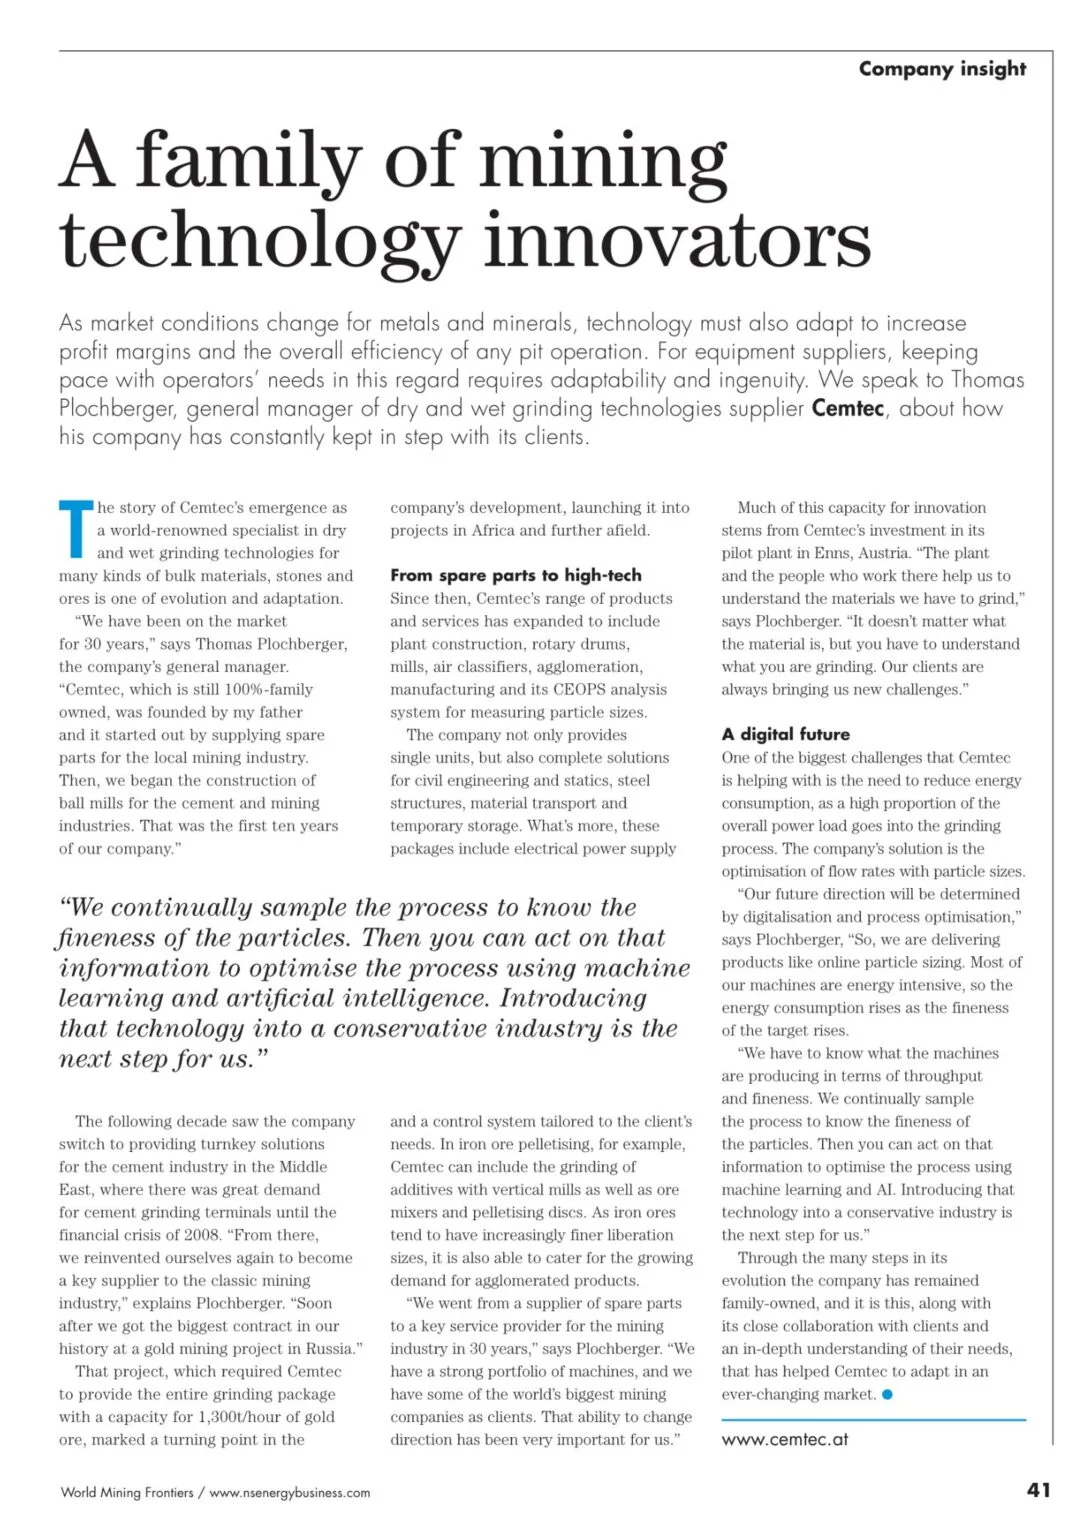 Company insight
A family of mining
technology innovators
As market conditions change for metals and minerals, technology must also adapt to increase
profit margins and the overall efficiency of any pit operation. For equipment suppliers, keeping
pace with operators’ needs in this regard requires adaptability and ingenuity. We speak to Thomas
Plochberger, general manager of dry and wet grinding technologies supplier Cemtec, about how
his company has constantly kept in step with its clients.
The story of Cemtec’s emergence as
a world-renowned specialist in dry
and wet grinding technologies for
many kinds of bulk materials, stones and
ores is one of evolution and adaptation.
“We have been on the market
for 30 years,” says Thomas Plochberger,
the company’s general manager.
“Cemtec, which is still 100%-family
owned, was founded by my father
and it started out by supplying spare
parts for the local mining industry.
Then, we began the construction of
ball mills for the cement and mining
industries. That was the first ten years
of our company.”
“We continually sample the process to know the
fineness of the particles. Then you can act on that
information to optimise the process using machine
learning and artificial intelligence. Introducing
that technology into a conservative industry is the
next step for us.”
The following decade saw the company
switch to providing turnkey solutions
for the cement industry in the Middle
East, where there was great demand
for cement grinding terminals until the
financial crisis of 2008. “From there,
we reinvented ourselves again to become
a key supplier to the classic mining
industry,” explains Plochberger. “Soon
after we got the biggest contract in our
history at a gold mining project in Russia.”
That project, which required Cemtec
to provide the entire grinding package
with a capacity for 1,300t/hour of gold
ore, marked a turning point in the
company’s development, launching it into
projects in Africa and further afield.
From spare parts to high-tech
Since then, Cemtec’s range of products
and services has expanded to include
plant construction, rotary drums,
mills, air classifiers, agglomeration,
manufacturing and its CEOPS analysis
system for measuring particle sizes.
The company not only provides
single units, but also complete solutions
for civil engineering and statics, steel
structures, material transport and
temporary storage. What’s more, these
packages include electrical power supply
and a control system tailored to the client’s
needs. In iron ore pelletising, for example,
Cemtec can include the grinding of
additives with vertical mills as well as ore
mixers and pelletising discs. As iron ores
tend to have increasingly finer liberation
sizes, it is also able to cater for the growing
demand for agglomerated products.
“We went from a supplier of spare parts
to a key service provider for the mining
industry in 30 years,” says Plochberger. “We
have a strong portfolio of machines, and we
have some of the world’s biggest mining
companies as clients. That ability to change
direction has been very important for us.”
Much of this capacity for innovation
stems from Cemtec’s investment in its
pilot plant in Enns, Austria. “The plant
and the people who work there help us to
understand the materials we have to grind,”
says Plochberger. “It doesn’t matter what
the material is, but you have to understand
what you are grinding. Our clients are
always bringing us new challenges.”
A digital future
One of the biggest challenges that Cemtec
is helping with is the need to reduce energy
consumption, as a high proportion of the
overall power load goes into the grinding
process. The company’s solution is the
optimisation of flow rates with particle sizes.
“Our future direction will be determined
by digitalisation and process optimisation,”
says Plochberger, “So, we are delivering
products like online particle sizing. Most of
our machines are energy intensive, so the
energy consumption rises as the fineness
of the target rises.
“We have to know what the machines
are producing in terms of throughput
and fineness. We continually sample
the process to know the fineness of
the particles. Then you can act on that
information to optimise the process using
machine learning and AI. Introducing that
technology into a conservative industry is
the next step for us.”
Through the many steps in its
evolution the company has remained
family-owned, and it is this, along with
its close collaboration with clients and
an in-depth understanding of their needs,
that has helped Cemtec to adapt in an
ever-changing market.
www.cemtec.at
World Mining Frontiers / www.nsenergybusiness.com
41